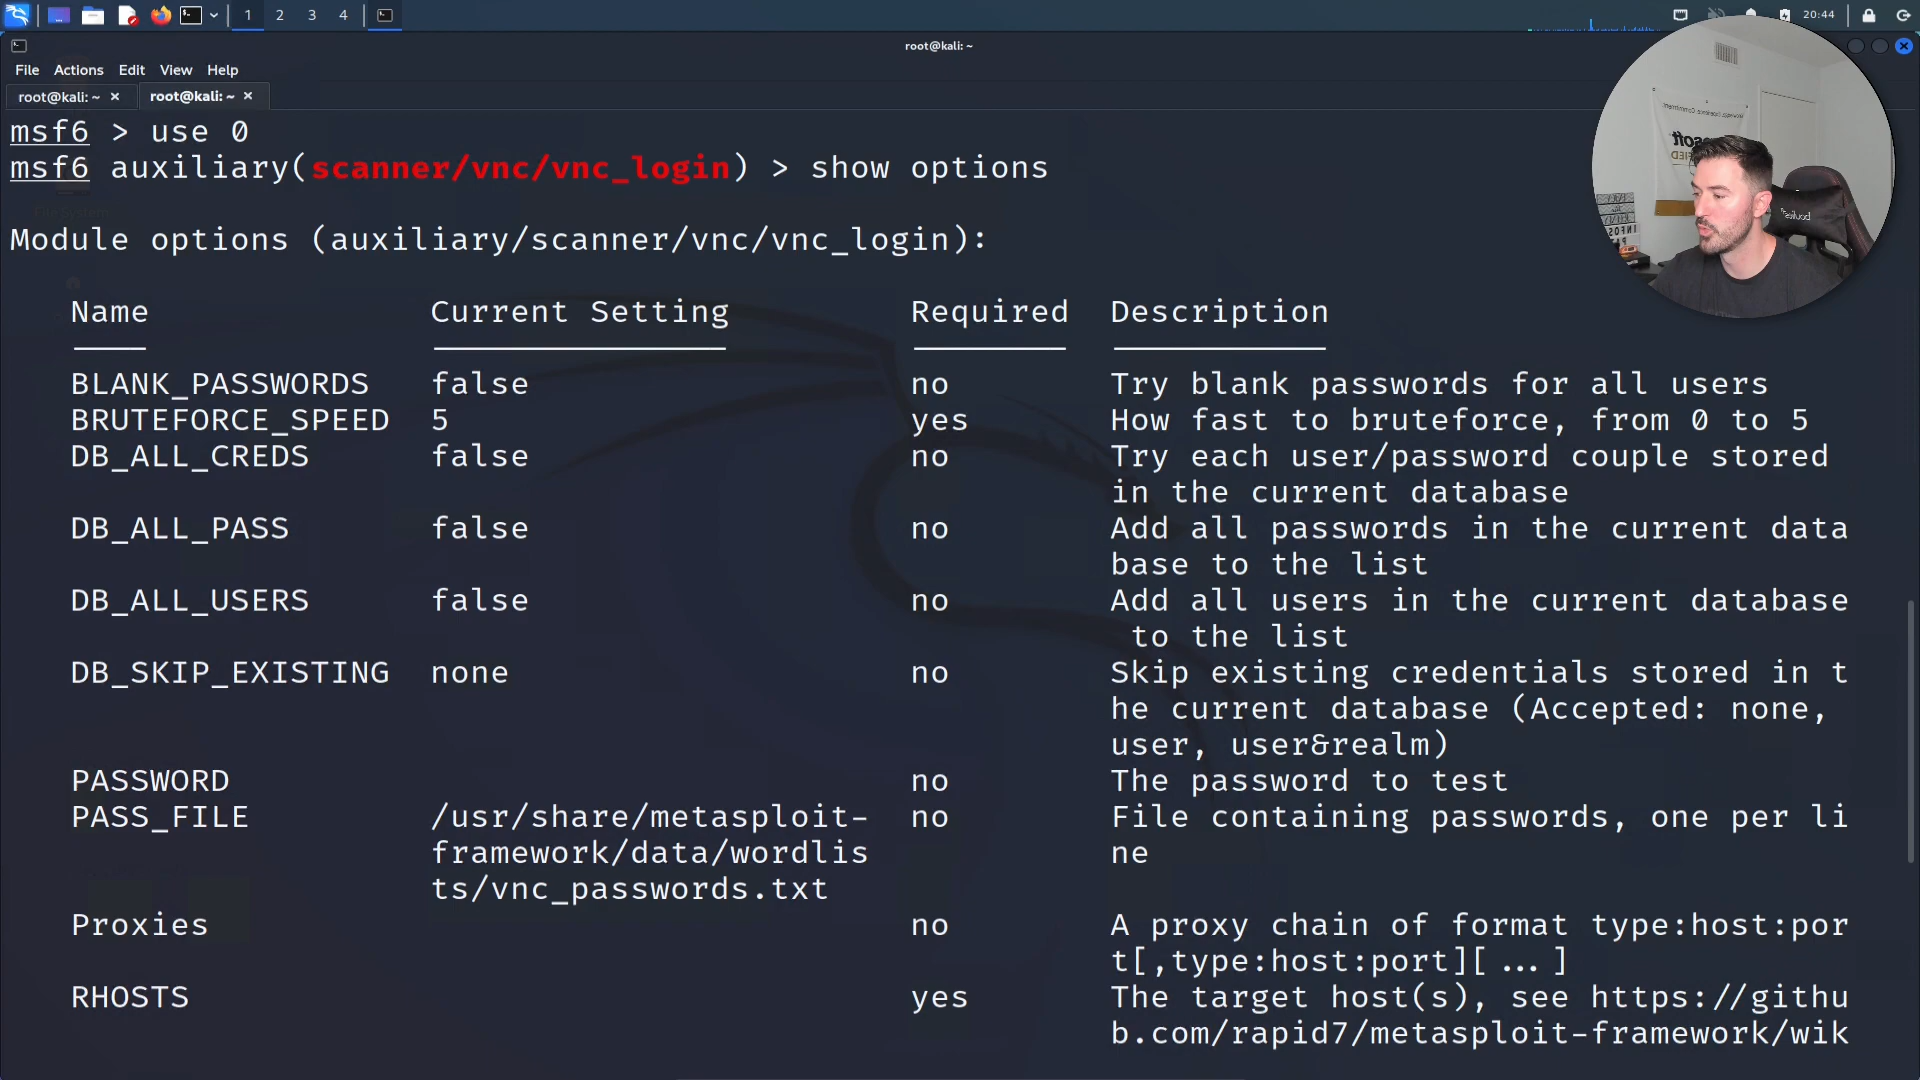 1 2 3 4 20:44
root@kali: ~
File Actions Edit View Help
root@kali: ~ × root@kali: ~ ×
msf6 > use 0
msf6 auxiliary(scanner/vnc/vnc_login) > show options
Module options (auxiliary/scanner/vnc/vnc_login):
Name Current Setting Required Description
BLANK_PASSWORDS false no Try blank passwords for all users
BRUTEFORCE_SPEED 5 yes How fast to bruteforce, from 0 to 5
DB_ALL_CREDS false no Try each user/password couple stored
in the current database
DB_ALL_PASS false no Add all passwords in the current data
base to the list
DB_ALL_USERS false no Add all users in the current database
to the list
DB_SKIP_EXISTING none no Skip existing credentials stored in t
he current database (Accepted: none,
user, user&realm)
PASSWORD no The password to test
PASS_FILE /usr/share/metasploit- no File containing passwords, one per li
framework/data/wordlis ne
ts/vnc_passwords.txt
Proxies no A proxy chain of format type:host:por
t[,type:host:port][...]
RHOSTS yes The target host(s), see https://githu
b.com/rapid7/metasploit-framework/wik